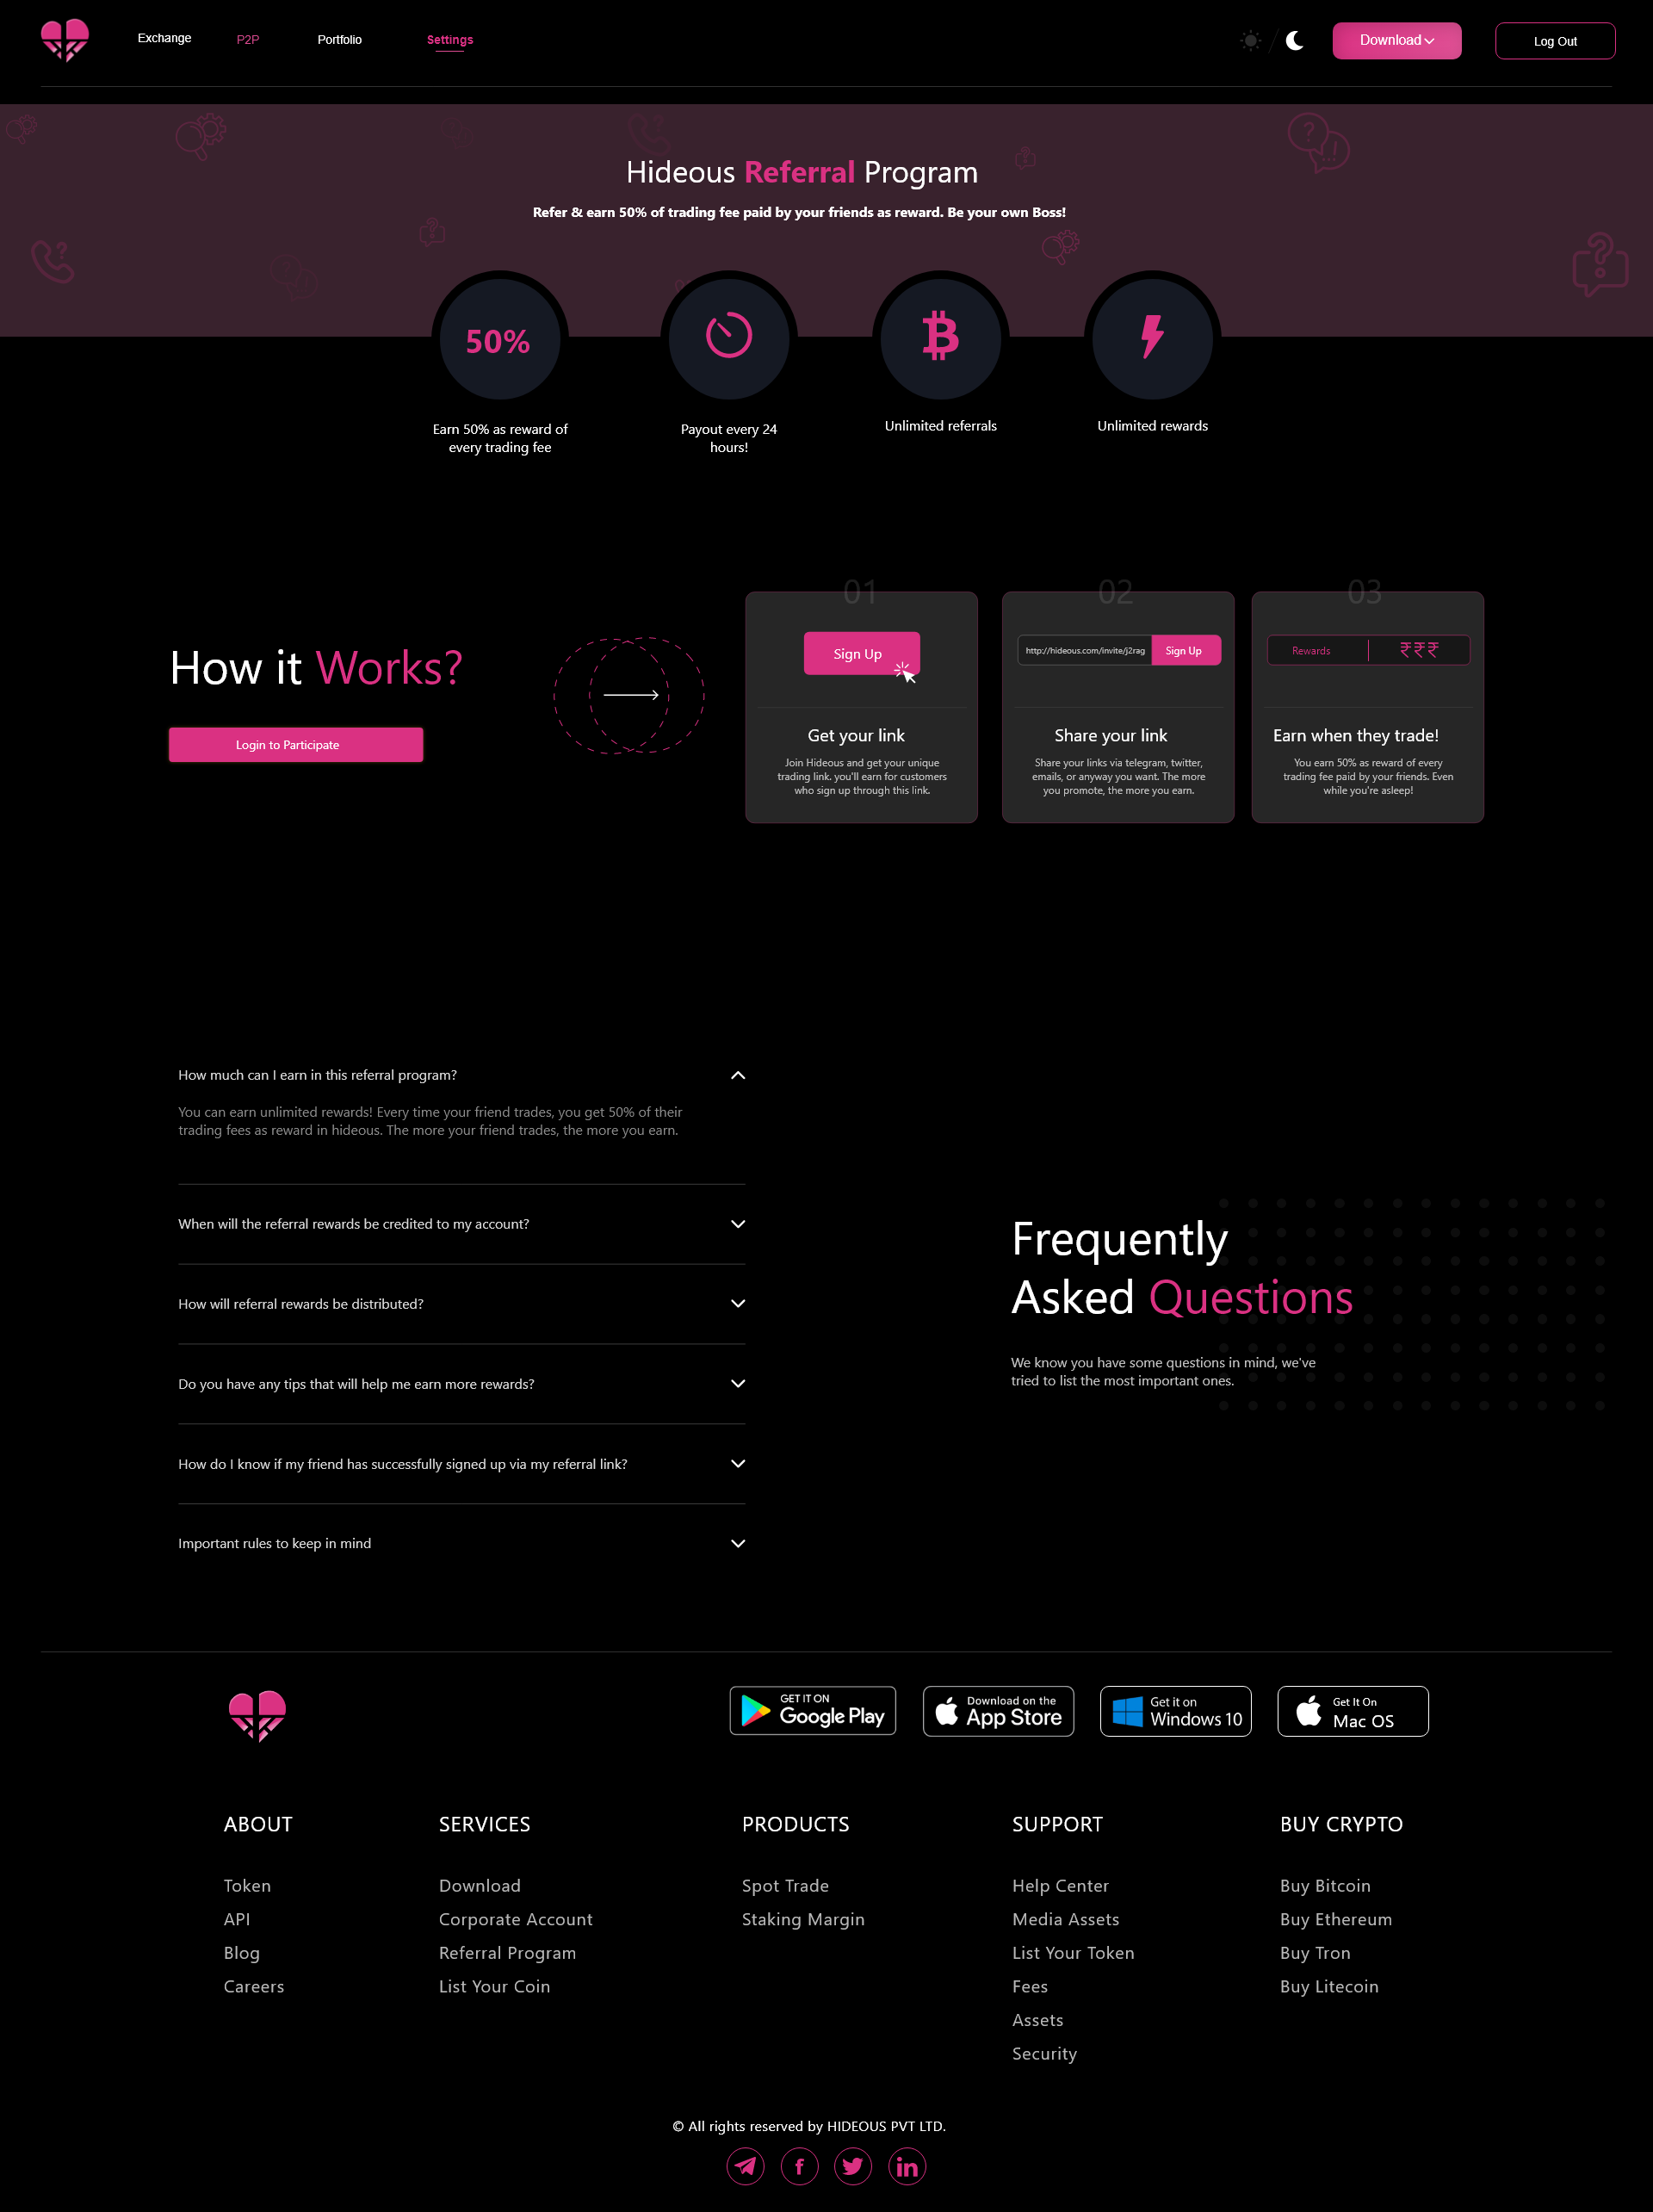 Exchange
P2P
Portfolio
Settings
Download
Log Out
Hideous Referral Program
Refer & earn 50% of trading fee paid by your friends as reward. Be your own Boss!
50%
Earn 50% as reward of
every trading fee
Payout every 24
hours!
Unlimited referrals
Unlimited rewards
How it Works?
Login to Participate
01
Sign Up
Get your link
Join Hideous and get your unique
trading link. you'll earn for customers
who sign up through this link.
02
http://hideous.com/invite/j2rag
Sign Up
Share your link
Share your links via telegram, twitter,
emails, or anyway you want. The more
you promote, the more you earn.
03
Rewards
₹₹₹
Earn when they trade!
You earn 50% as reward of every
trading fee paid by your friends. Even
while you're asleep!
How much can I earn in this referral program?
You can earn unlimited rewards! Every time your friend trades, you get 50% of their
trading fees as reward in hideous. The more your friend trades, the more you earn.
When will the referral rewards be credited to my account?
How will referral rewards be distributed?
Do you have any tips that will help me earn more rewards?
How do I know if my friend has successfully signed up via my referral link?
Important rules to keep in mind
Frequently
Asked Questions
We know you have some questions in mind, we've
tried to list the most important ones.
GET IT ON
Google Play
Download on the
App Store
Get it on
Windows 10
Get It On
Mac OS
ABOUT
Token
API
Blog
Careers
SERVICES
Download
Corporate Account
Referral Program
List Your Coin
PRODUCTS
Spot Trade
Staking Margin
SUPPORT
Help Center
Media Assets
List Your Token
Fees
Assets
Security
BUY CRYPTO
Buy Bitcoin
Buy Ethereum
Buy Tron
Buy Litecoin
© All rights reserved by HIDEOUS PVT LTD.